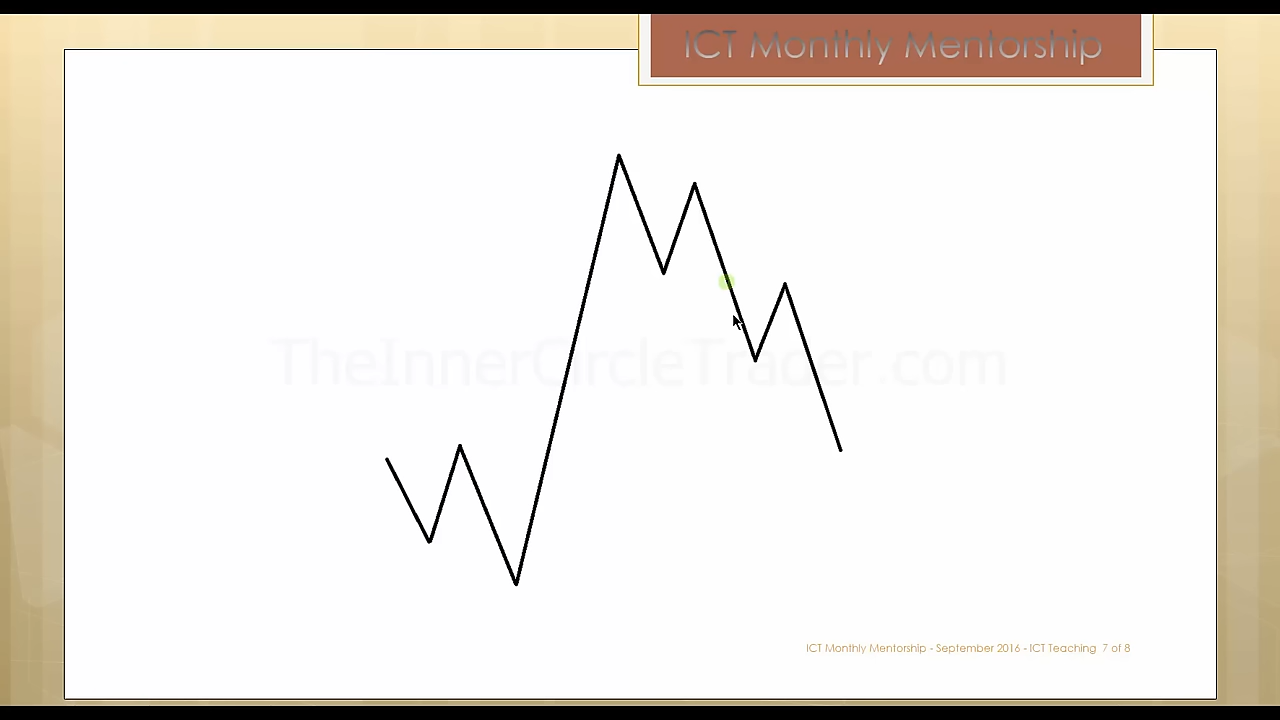 ICT Monthly Mentorship
TheInnerCircleTrader.com
ICT Monthly Mentorship - September 2016 - ICT Teaching 7 of 8